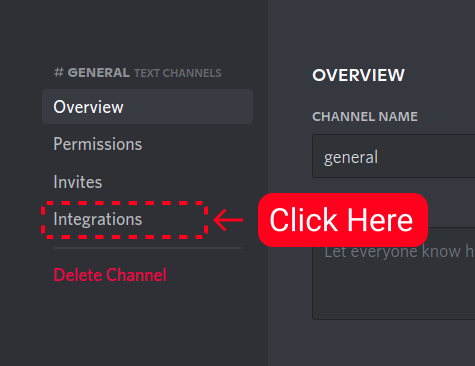 # GENERAL TEXT CHANNELS
Overview
Permissions
Invites
Integrations
Delete Channel
OVERVIEW
CHANNEL NAME
general
Click Here
Let everyone know h